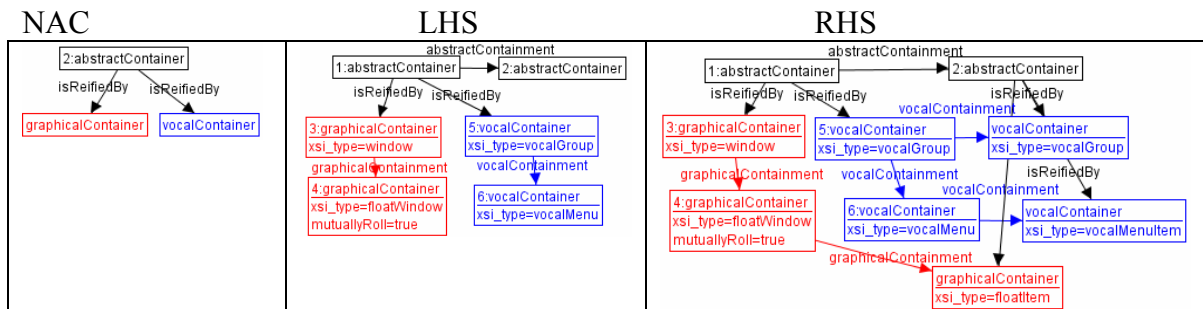 NAC
LHS
RHS
2:abstractContainer
isReifiedBy
isReifiedBy
graphicalContainer
vocalContainer
abstractContainment
1:abstractContainer
2:abstractContainer
isReifiedBy
isReifiedBy
3:graphicalContainer
xsi_type=window
5:vocalContainer
xsi_type=vocalGroup
graphicalContainment
vocalContainment
4:graphicalContainer
xsi_type=floatWindow
mutuallyRoll=true
6:vocalContainer
xsi_type=vocalMenu
abstractContainment
1:abstractContainer
2:abstractContainer
isReifiedBy
isReifiedBy
isReifiedBy
vocalContainment
3:graphicalContainer
xsi_type=window
5:vocalContainer
xsi_type=vocalGroup
vocalContainer
xsi_type=vocalGroup
graphicalContainment
vocalContainment
isReifiedBy
vocalContainment
4:graphicalContainer
xsi_type=floatWindow
mutuallyRoll=true
6:vocalContainer
xsi_type=vocalMenu
vocalContainer
xsi_type=vocalMenuItem
graphicalContainment
graphicalContainer
xsi_type=floatItem